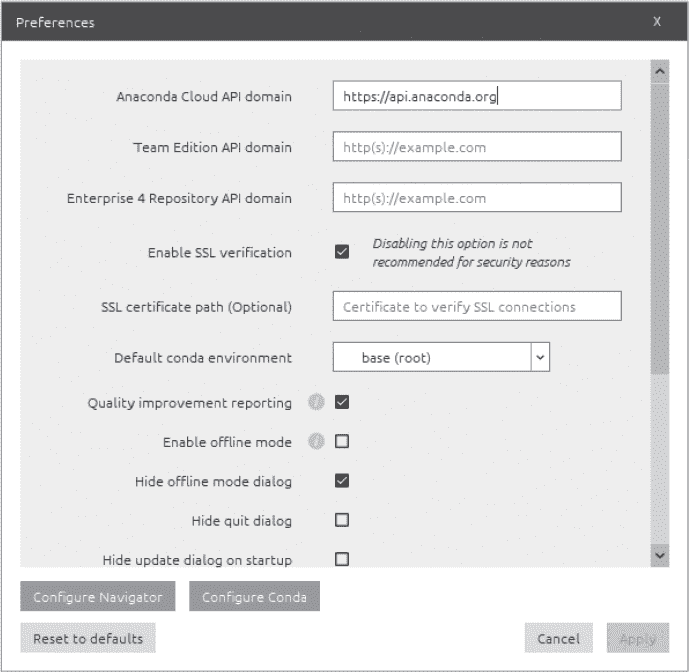 Preferences X
Anaconda Cloud API domain https://api.anaconda.org
Team Edition API domain http(s)://example.com
Enterprise 4 Repository API domain http(s)://example.com
Enable SSL verification Disabling this option is not
recommended for security reasons
SSL certificate path (Optional) Certificate to verify SSL connections
Default conda environment base (root)
Quality improvement reporting i
Enable offline mode i
Hide offline mode dialog
Hide quit dialog
Hide update dialog on startup
Configure Navigator Configure Conda
Reset to defaults Cancel Apply